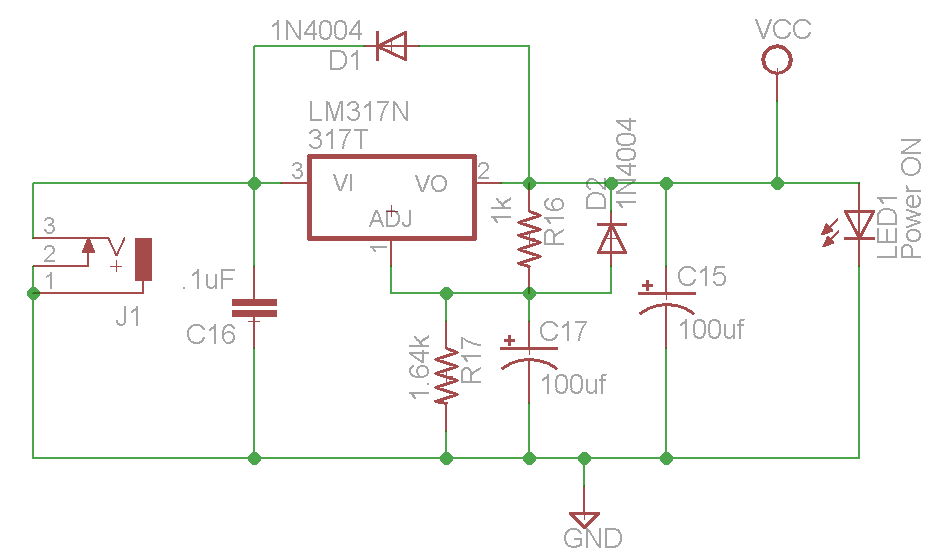 1N4004
D1
VCC
LM317N
317T
3
VI
VO
2
ADJ
1
1k
R16
D2
1N4004
LED1
Power ON
3
2
1
J1
.1uF
C16
1.64k
R17
C17
100uf
C15
100uf
GND